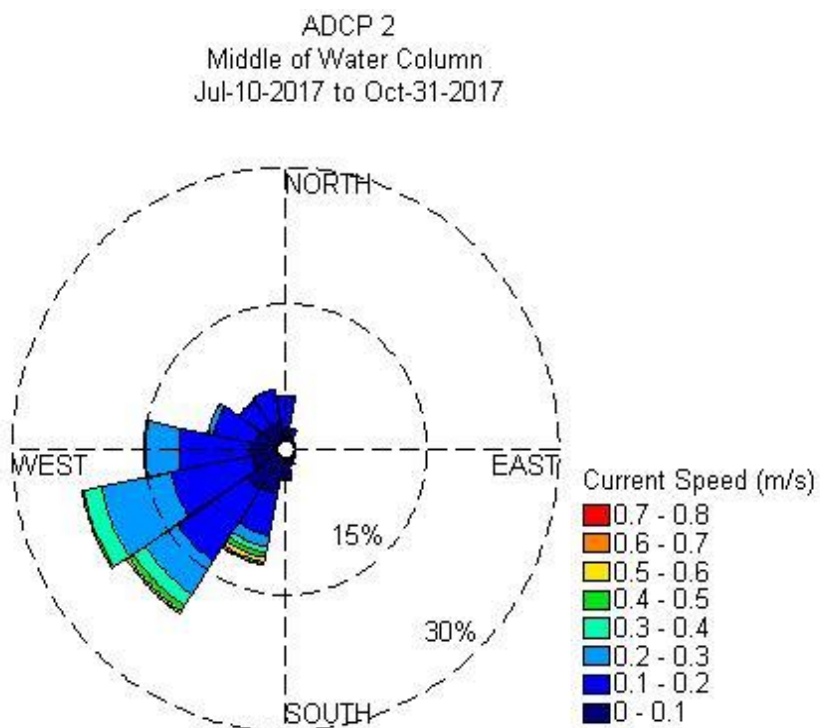 ADCP 2
Middle of Water Column
Jul-10-2017 to Oct-31-2017
NORTH
WEST
EAST
15%
30%
SOUTH
Current Speed (m/s)
0.7 - 0.8
0.6 - 0.7
0.5 - 0.6
0.4 - 0.5
0.3 - 0.4
0.2 - 0.3
0.1 - 0.2
0 - 0.1